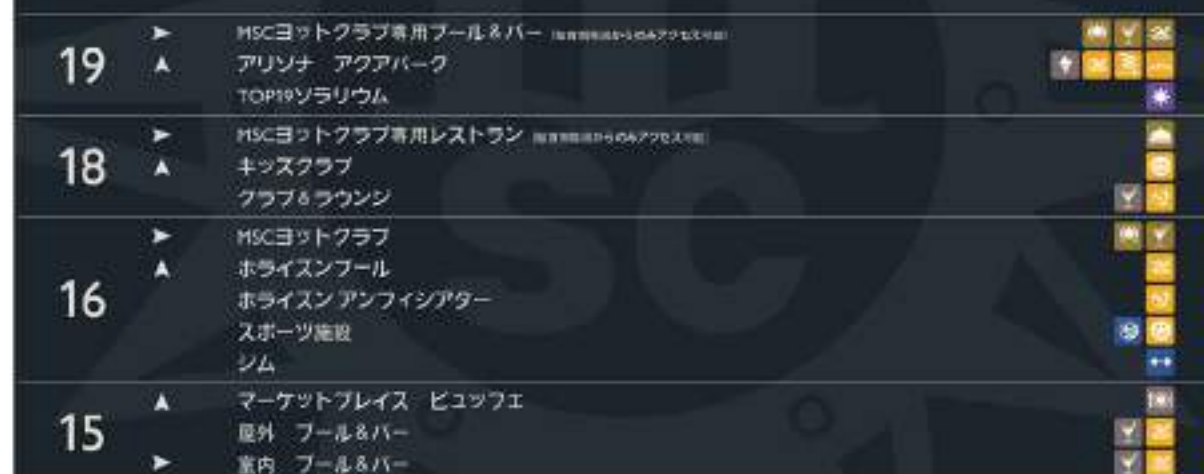 19
MSCヨットクラブ専用プール&バー
アリゾナ アクアパーク
TOP19ソラリウム
18
MSCヨットクラブ専用レストラン
キッズクラブ
クラブ&ラウンジ
16
MSCヨットクラブ
ホライズンプール
ホライズン アンフィシアター
スポーツ施設
ジム
15
マーケットプレイス ビュッフェ
屋外 プール&バー
室内 プール&バー
MSC